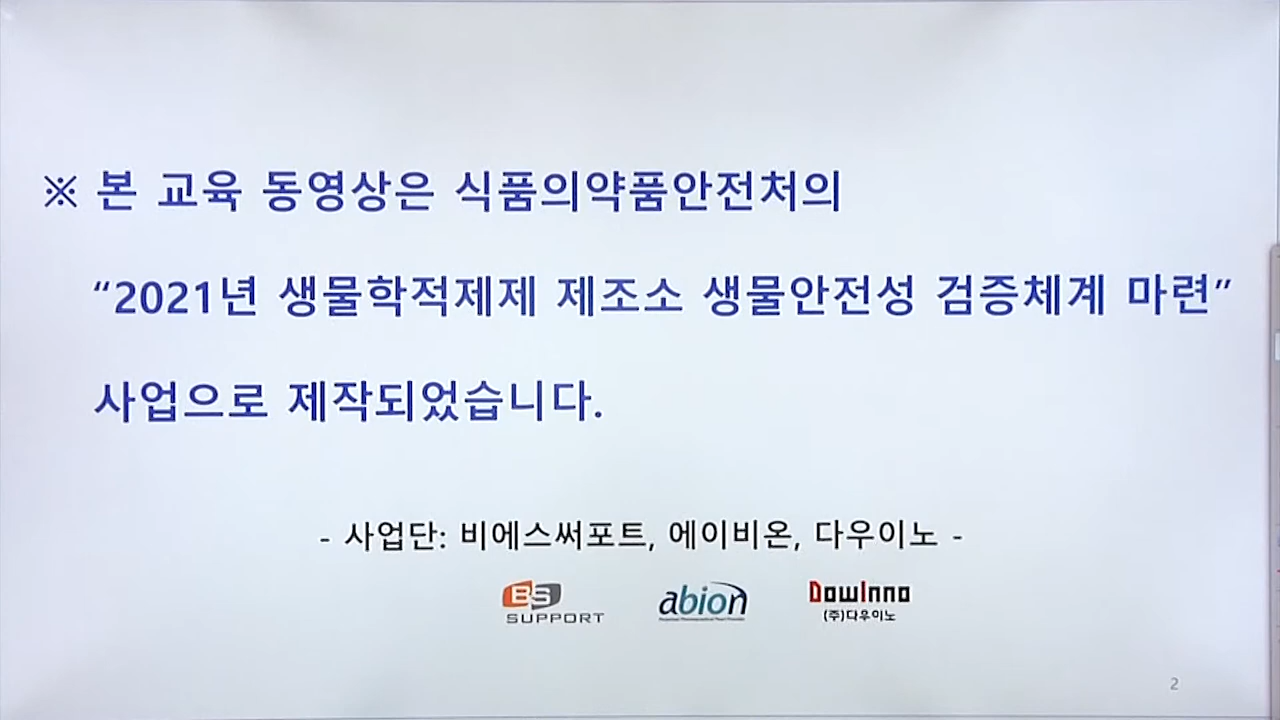 ※ 본 교육 동영상은 식품의약품안전처의
“2021년 생물학적제제 제조소 생물안전성 검증체계 마련”
사업으로 제작되었습니다.
- 사업단: 비에스써포트, 에이비온, 다우이노 -
BS
SUPPORT
abion
DowInno
(주)다우이노
2